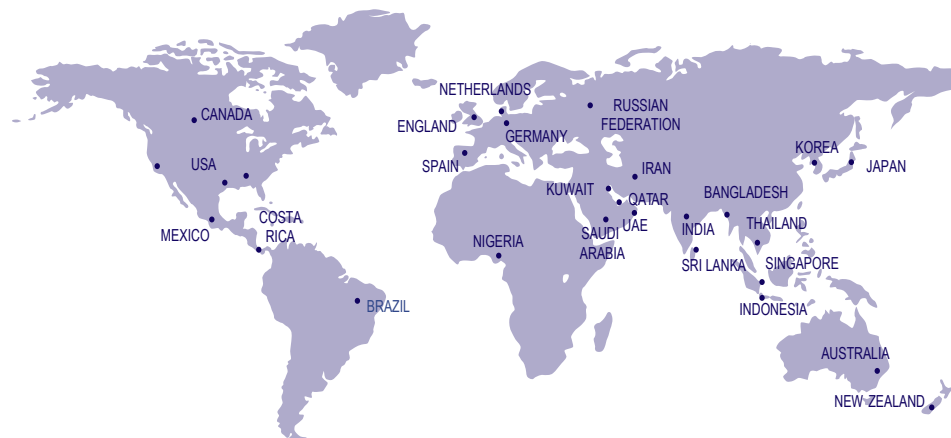 NETHERLANDS
CANADA
ENGLAND
GERMANY
RUSSIAN
FEDERATION
USA
SPAIN
KOREA
JAPAN
IRAN
KUWAIT
QATAR
BANGLADESH
MEXICO
COSTA
RICA
NIGERIA
SAUDI
ARABIA
UAE
INDIA
THAILAND
SRI LANKA
SINGAPORE
BRAZIL
INDONESIA
AUSTRALIA
NEW ZEALAND